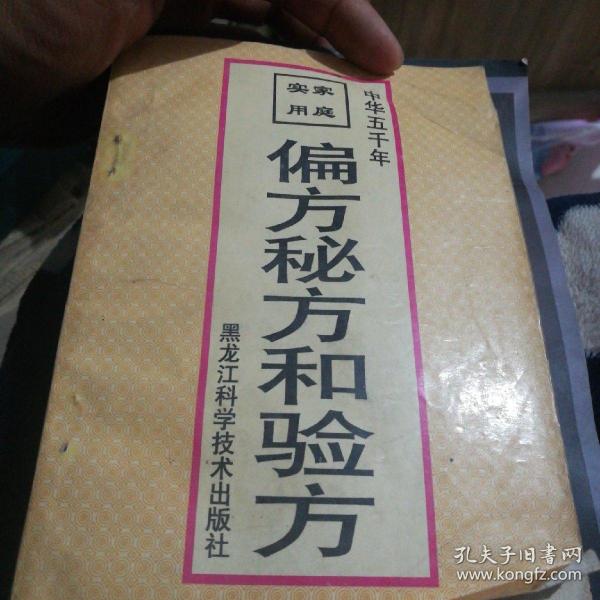 中华五千年
家庭
实用
偏方秘方和验方
黑龙江科学技术出版社
孔夫子旧書网
www.kongfz.com